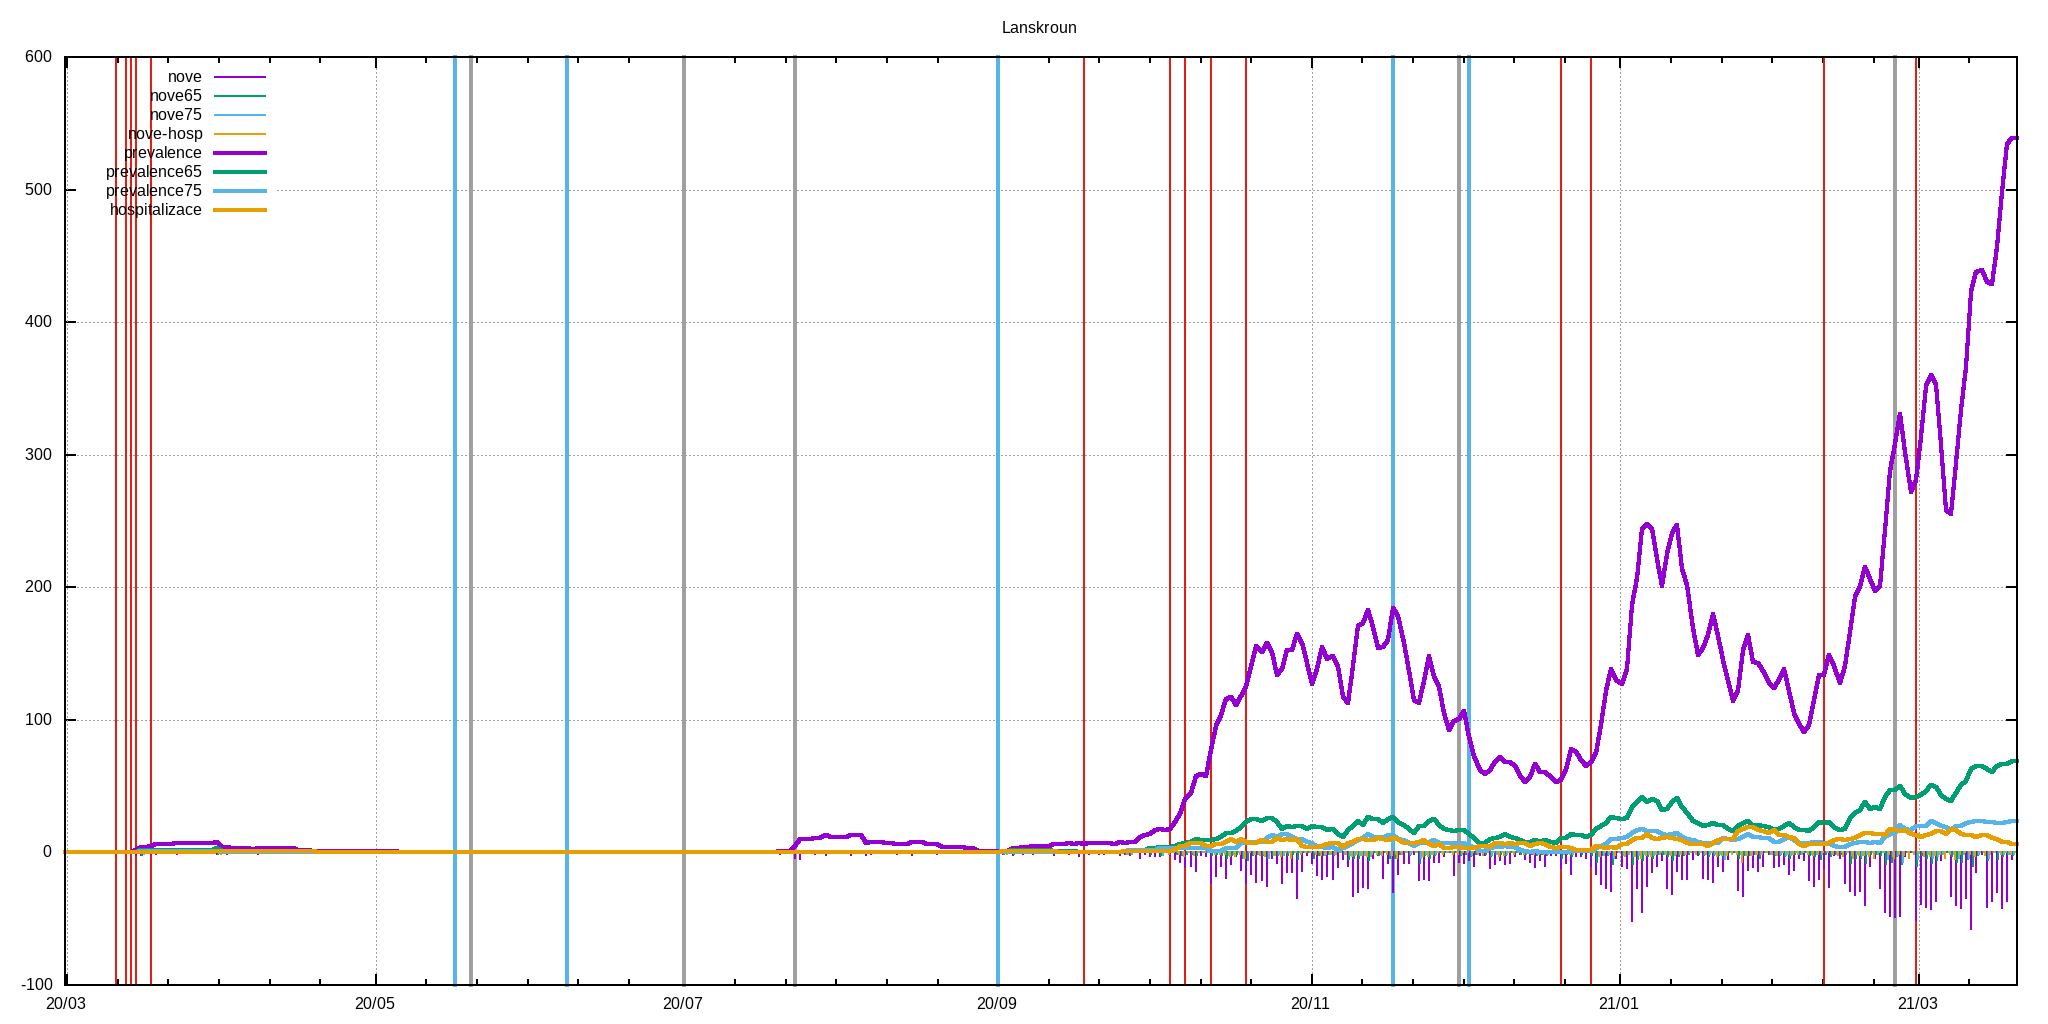 Lanskroun
600
500
400
300
200
100
0
-100
nove
nove65
nove75
nove-hosp
prevalence
prevalence65
prevalence75
hospitalizace
20/03 20/05 20/07 20/09 20/11 21/01 21/03